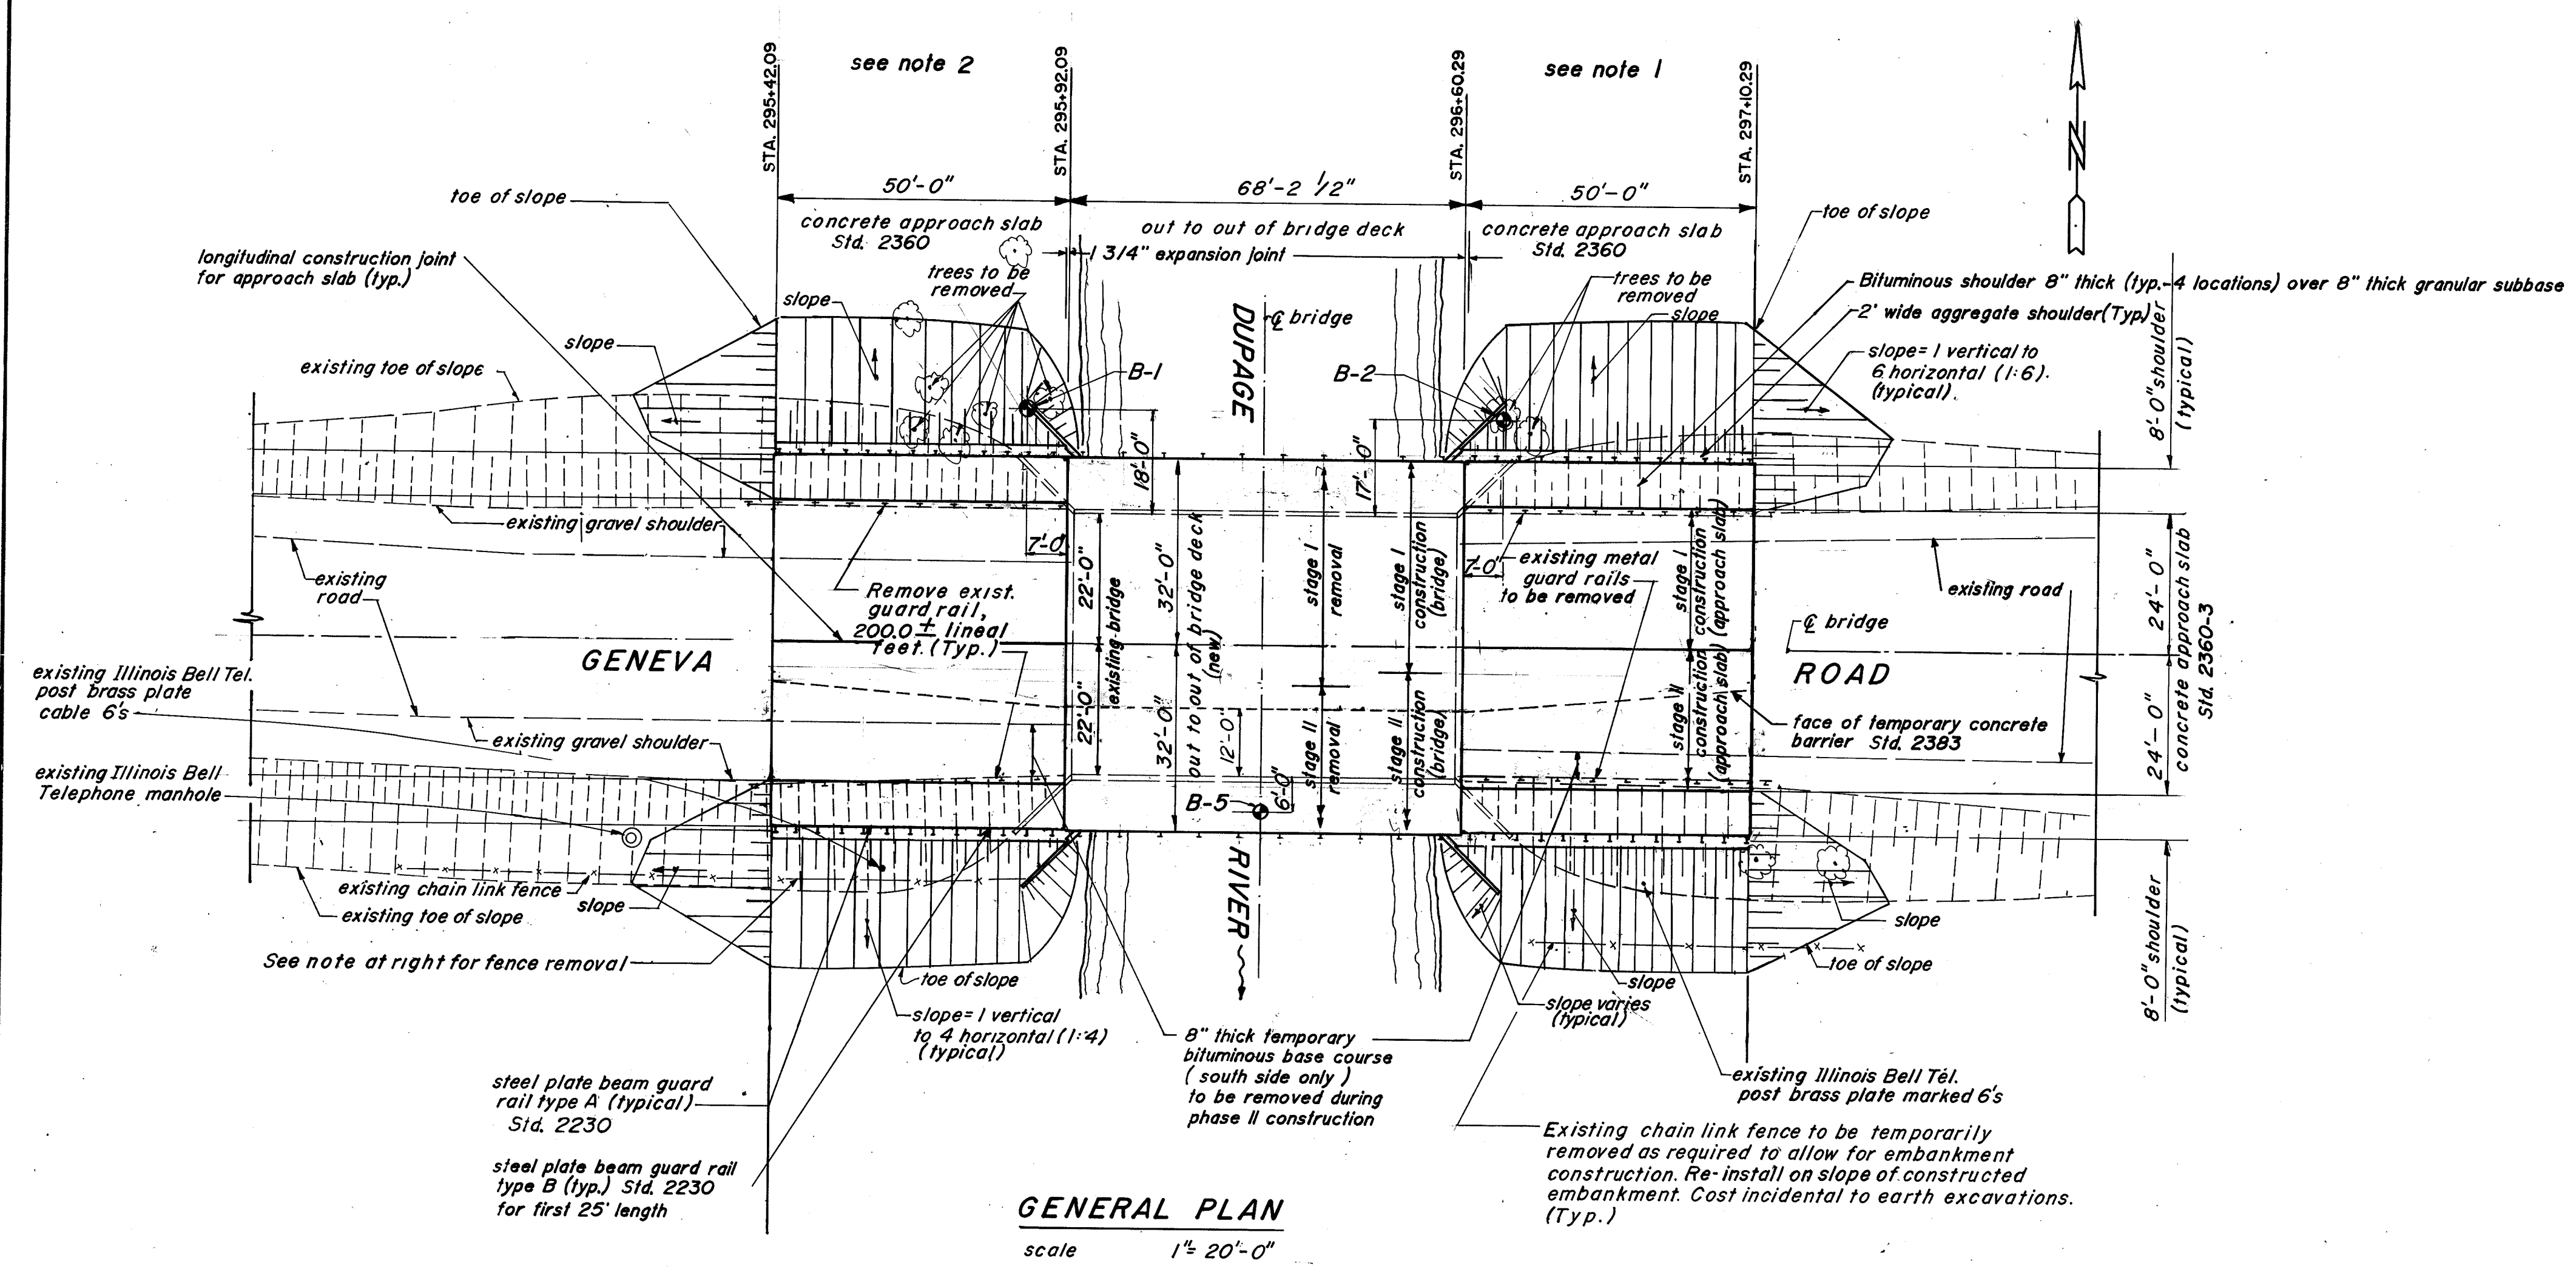 see note 2
see note 1
STA. 295+42.09
STA. 295+92.09
STA. 296+60.29
STA. 297+10.29
N
50'-0"
68'-2 1/2"
50'-0"
concrete approach slab
Std. 2360
out to out of bridge deck
concrete approach slab
Std. 2360
1 3/4" expansion joint
toe of slope
toe of slope
longitudinal construction joint
for approach slab (typ.)
trees to be
removed
slope
trees to be
removed
slope
Bituminous shoulder 8" thick (typ.-4 locations) over 8" thick granular subbase
2' wide aggregate shoulder(Typ)
slope= 1 vertical to
6 horizontal (1:6).
(typical).
8'-0" shoulder
(typical)
slope
existing toe of slope
DUPAGE
℄ bridge
B-1
B-2
18'-0"
17'-0"
existing gravel shoulder
7'-0"
7'-0"
existing
road
Remove exist.
guard rail,
200.0 ± lineal
feet. (Typ.)
22'-0"
22'-0"
existing bridge
32'-0"
32'-0"
out to out of bridge deck
(new)
12'-0"
stage I
removal
stage II
removal
stage I
construction
(bridge)
stage II
construction
(bridge)
existing metal
guard rails
to be removed
stage I
construction
(approach slab)
stage II
construction
(approach slab)
existing road
℄ bridge
24'-0"
24'-0"
concrete approach slab
Std. 2360-3
GENEVA
ROAD
existing Illinois Bell Tel.
post brass plate
cable 6's
existing gravel shoulder
face of temporary concrete
barrier Std. 2383
existing Illinois Bell
Telephone manhole
B-5
6'-0"
RIVER
existing chain link fence
slope
existing toe of slope
See note at right for fence removal
toe of slope
slope= 1 vertical
to 4 horizontal (1:4)
(typical)
slope
slope varies
(typical)
slope
toe of slope
8'-0" shoulder
(typical)
8" thick temporary
bituminous base course
( south side only )
to be removed during
phase II construction
steel plate beam guard
rail type A (typical)
Std. 2230
steel plate beam guard rail
type B (typ.) Std. 2230
for first 25' length
existing Illinois Bell Tel.
post brass plate marked 6's
Existing chain link fence to be temporarily
removed as required to allow for embankment
construction. Re-install on slope of constructed
embankment. Cost incidental to earth excavations.
(Typ.)
GENERAL PLAN
scale 1"= 20'-0"